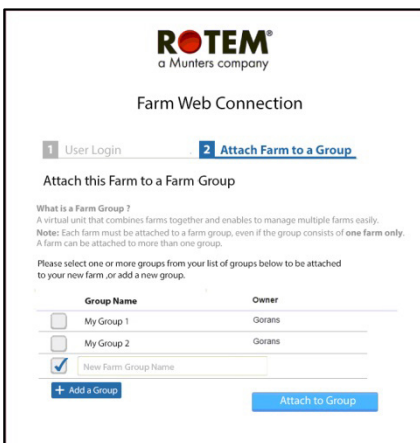 ROTEM®
a Munters company
Farm Web Connection
1 User Login
2 Attach Farm to a Group
Attach this Farm to a Farm Group
What is a Farm Group ?
A virtual unit that combines farms together and enables to manage multiple farms easily.
Note: Each farm must be attached to a farm group, even if the group consists of one farm only.
A farm can be attached to more than one group.
Please select one or more groups from your list of groups below to be attached
to your new farm ,or add a new group.
Group Name Owner
My Group 1 Gorans
My Group 2 Gorans
New Farm Group Name
+ Add a Group
Attach to Group